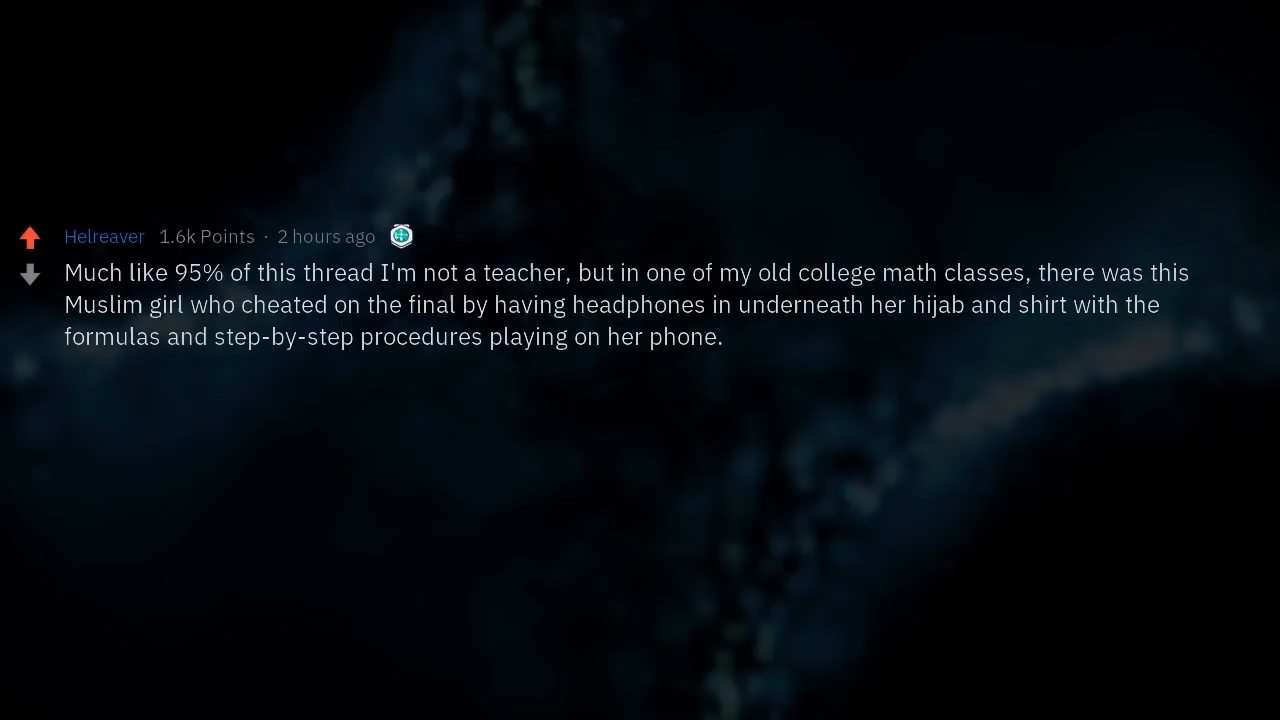 Helreaver 1.6k Points · 2 hours ago
Much like 95% of this thread I'm not a teacher, but in one of my old college math classes, there was this
Muslim girl who cheated on the final by having headphones in underneath her hijab and shirt with the
formulas and step-by-step procedures playing on her phone.